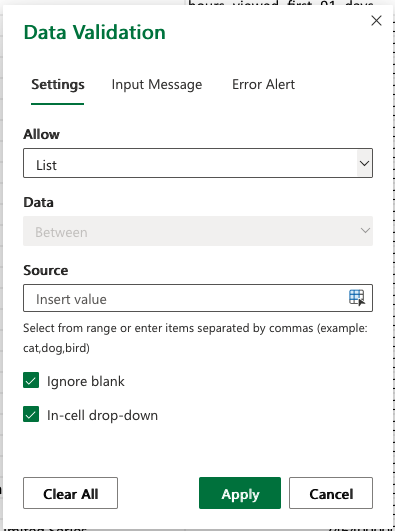 hours_viewed_first_91_days
Data Validation
Settings Input Message Error Alert
Allow
List
Data
Between
Source
Insert value
Select from range or enter items separated by commas (example:
cat,dog,bird)
Ignore blank
In-cell drop-down
Clear All Apply Cancel